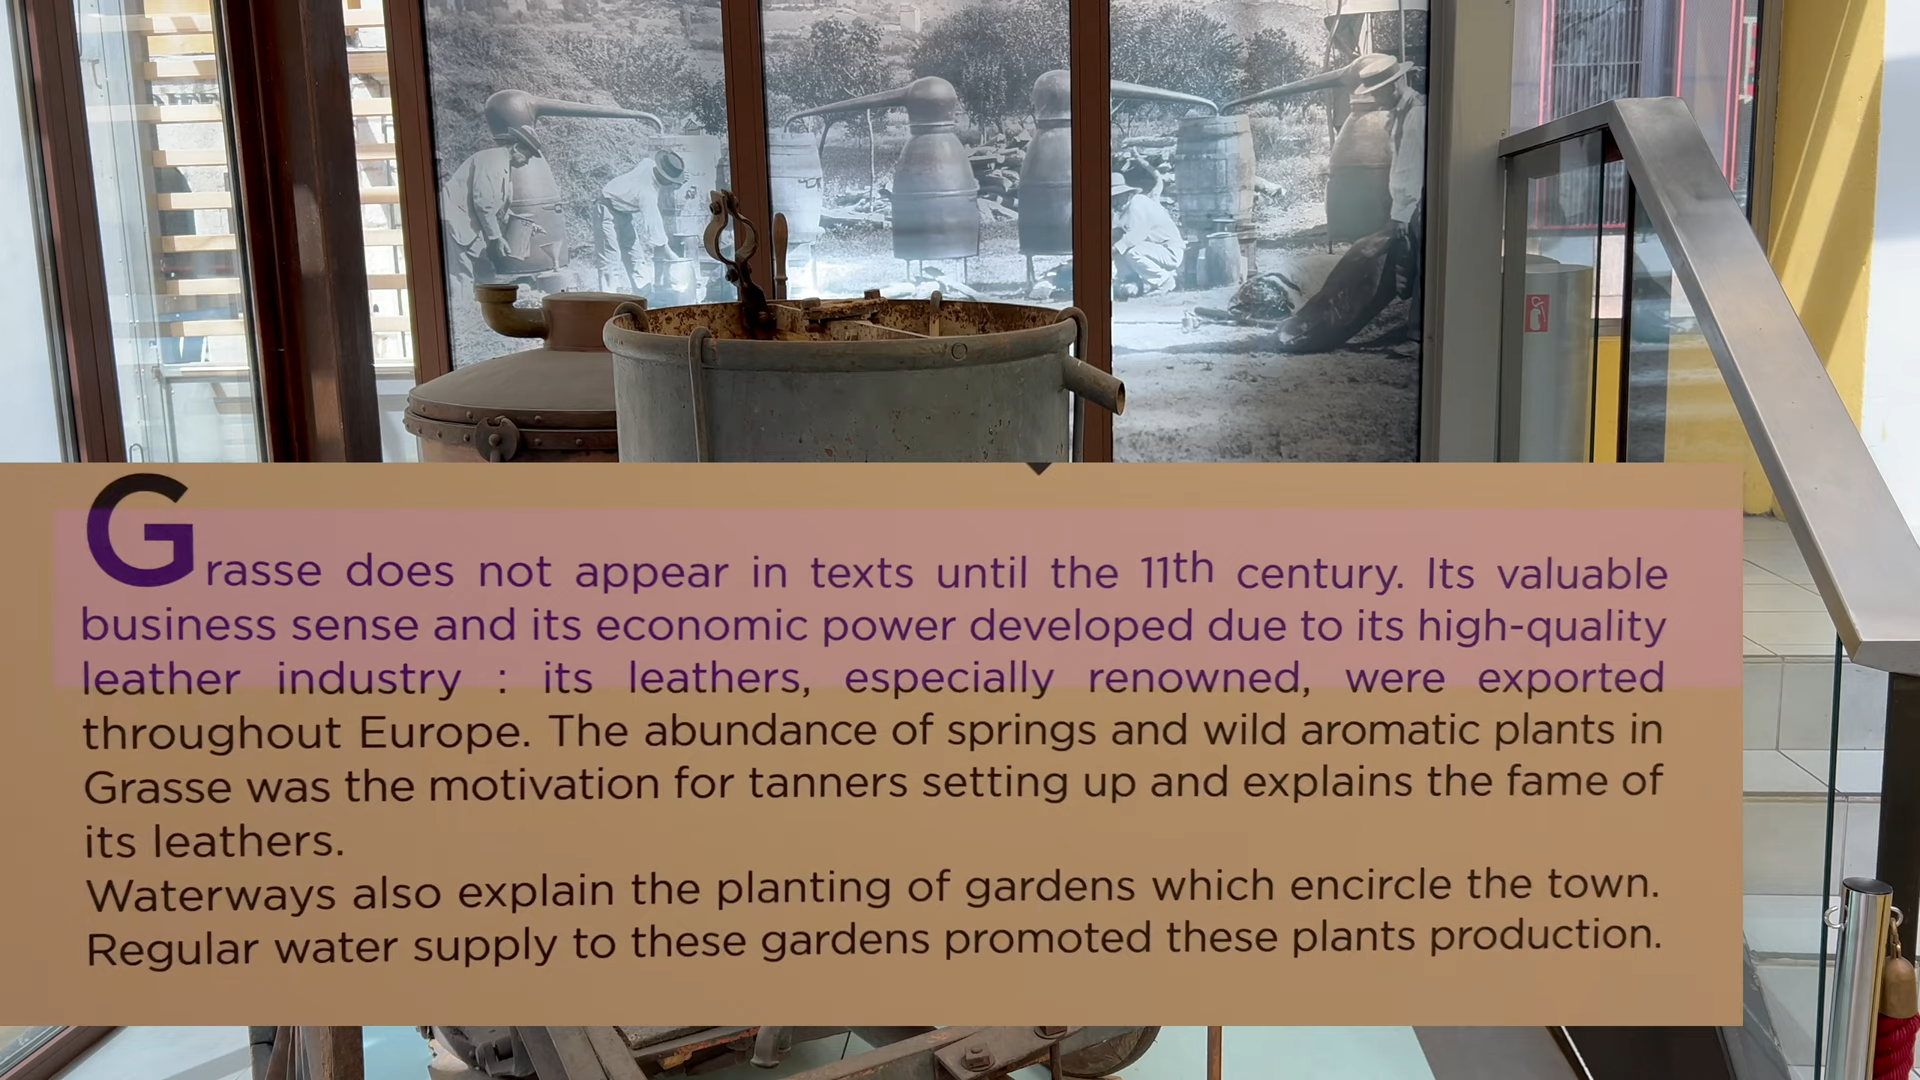 Grasse does not appear in texts until the 11th century. Its valuable
business sense and its economic power developed due to its high-quality
leather industry : its leathers, especially renowned, were exported
throughout Europe. The abundance of springs and wild aromatic plants in
Grasse was the motivation for tanners setting up and explains the fame of
its leathers.
Waterways also explain the planting of gardens which encircle the town.
Regular water supply to these gardens promoted these plants production.